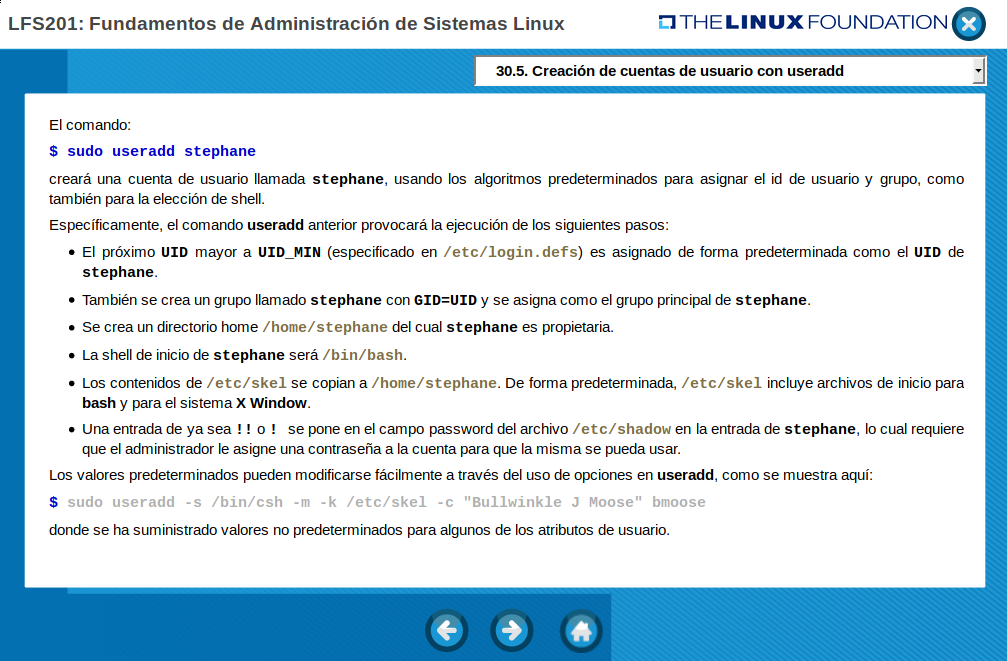 LFS201: Fundamentos de Administración de Sistemas Linux
THE LINUX FOUNDATION
30.5. Creación de cuentas de usuario con useradd
El comando:
$ sudo useradd stephane
creará una cuenta de usuario llamada stephane, usando los algoritmos predeterminados para asignar el id de usuario y grupo, como
también para la elección de shell.
Específicamente, el comando useradd anterior provocará la ejecución de los siguientes pasos:
• El próximo UID mayor a UID_MIN (especificado en /etc/login.defs) es asignado de forma predeterminada como el UID de
stephane.
• También se crea un grupo llamado stephane con GID=UID y se asigna como el grupo principal de stephane.
• Se crea un directorio home /home/stephane del cual stephane es propietaria.
• La shell de inicio de stephane será /bin/bash.
• Los contenidos de /etc/skel se copian a /home/stephane. De forma predeterminada, /etc/skel incluye archivos de inicio para
bash y para el sistema X Window.
• Una entrada de ya sea !! o ! se pone en el campo password del archivo /etc/shadow en la entrada de stephane, lo cual requiere
que el administrador le asigne una contraseña a la cuenta para que la misma se pueda usar.
Los valores predeterminados pueden modificarse fácilmente a través del uso de opciones en useradd, como se muestra aquí:
$ sudo useradd -s /bin/csh -m -k /etc/skel -c "Bullwinkle J Moose" bmoose
donde se ha suministrado valores no predeterminados para algunos de los atributos de usuario.